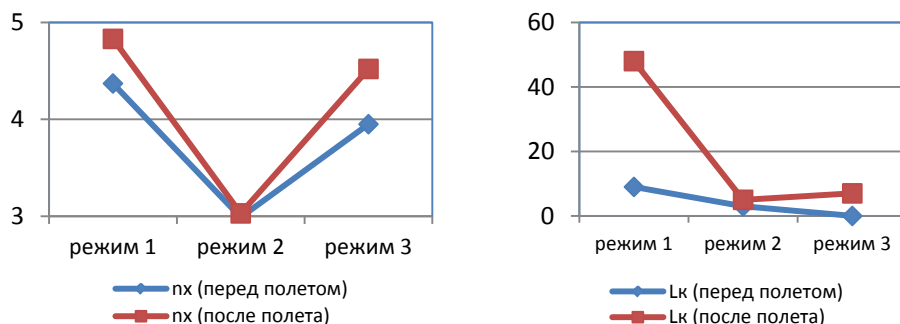 5
4
3
режим 1 режим 2 режим 3
nx (перед полетом)
nx (после полета)
60
40
20
0
режим 1 режим 2 режим 3
Lк (перед полетом)
Lк (после полета)